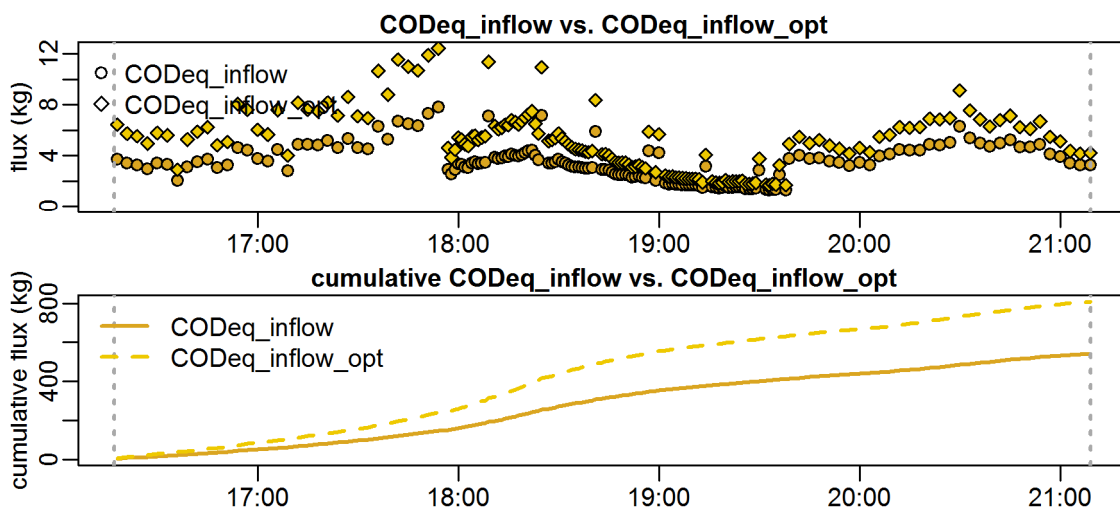 CODeq_inflow vs. CODeq_inflow_opt
flux (kg)
12
8
4
0
CODeq_inflow
CODeq_inflow_opt
17:00 18:00 19:00 20:00 21:00
cumulative CODeq_inflow vs. CODeq_inflow_opt
cumulative flux (kg)
800
400
0
CODeq_inflow
CODeq_inflow_opt
17:00 18:00 19:00 20:00 21:00